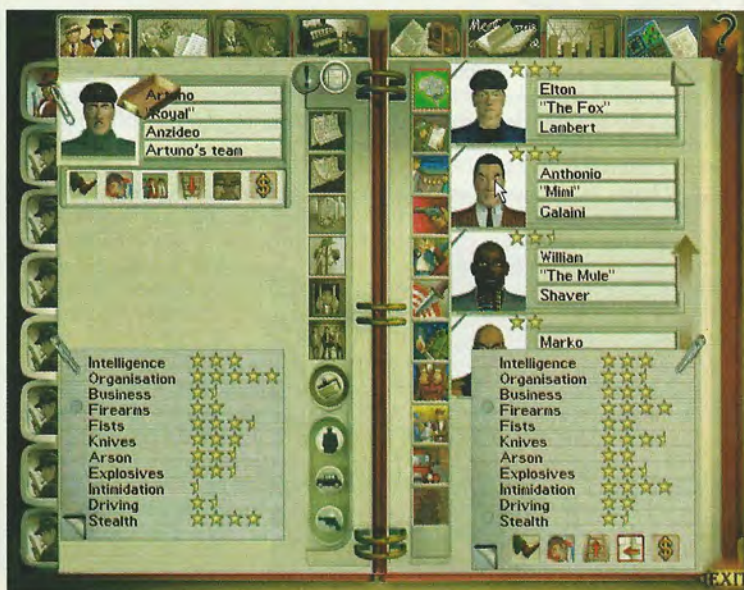 ?
Artuno
"Royal"
Anzideo
Artuno's team
Intelligence
Organisation
Business
Firearms
Fists
Knives
Arson
Explosives
Intimidation
Driving
Stealth
Elton
"The Fox"
Lambert
Anthonio
"Mimi"
Galaini
William
"The Mule"
Shaver
Marko
Intelligence
Organisation
Business
Firearms
Fists
Knives
Arson
Explosives
Intimidation
Driving
Stealth
EXIT